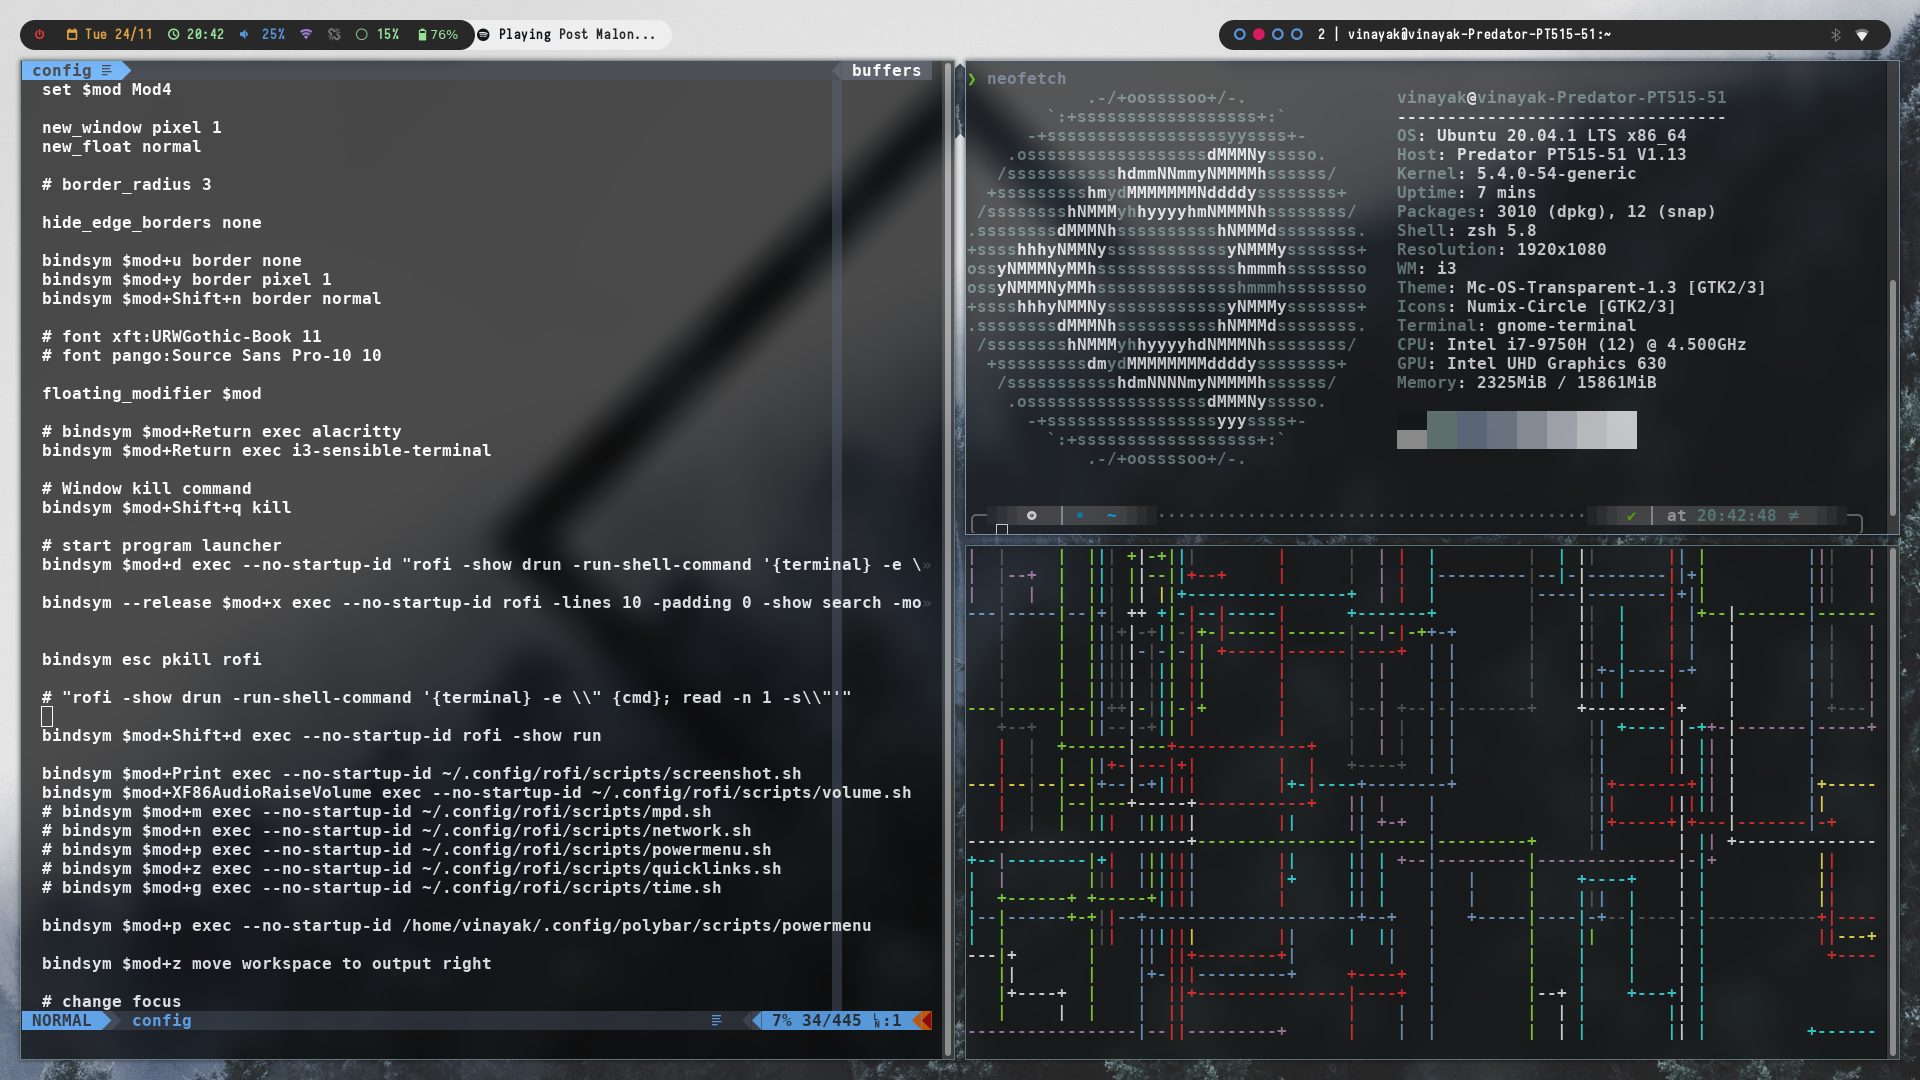 Tue 24/11 20:42 25% 15% 76% Playing Post Malon...
2 | vinayak@vinayak-Predator-PT515-51:~
config
buffers
set $mod Mod4
new_window pixel 1
new_float normal
# border_radius 3
hide_edge_borders none
bindsym $mod+u border none
bindsym $mod+y border pixel 1
bindsym $mod+Shift+n border normal
# font xft:URWGothic-Book 11
# font pango:Source Sans Pro-10 10
floating_modifier $mod
# bindsym $mod+Return exec alacritty
bindsym $mod+Return exec i3-sensible-terminal
# Window kill command
bindsym $mod+Shift+q kill
# start program launcher
bindsym $mod+d exec --no-startup-id "rofi -show drun -run-shell-command '{terminal} -e \»
bindsym --release $mod+x exec --no-startup-id rofi -lines 10 -padding 0 -show search -mo»
bindsym esc pkill rofi
# "rofi -show drun -run-shell-command '{terminal} -e \\" {cmd}; read -n 1 -s\\"'"
bindsym $mod+Shift+d exec --no-startup-id rofi -show run
bindsym $mod+Print exec --no-startup-id ~/.config/rofi/scripts/screenshot.sh
bindsym $mod+XF86AudioRaiseVolume exec --no-startup-id ~/.config/rofi/scripts/volume.sh
# bindsym $mod+m exec --no-startup-id ~/.config/rofi/scripts/mpd.sh
# bindsym $mod+n exec --no-startup-id ~/.config/rofi/scripts/network.sh
# bindsym $mod+p exec --no-startup-id ~/.config/rofi/scripts/powermenu.sh
# bindsym $mod+z exec --no-startup-id ~/.config/rofi/scripts/quicklinks.sh
# bindsym $mod+g exec --no-startup-id ~/.config/rofi/scripts/time.sh
bindsym $mod+p exec --no-startup-id /home/vinayak/.config/polybar/scripts/powermenu
bindsym $mod+z move workspace to output right
# change focus
NORMAL config 7% 34/445 :1
❯ neofetch
vinayak@vinayak-Predator-PT515-51
---------------------------------
OS: Ubuntu 20.04.1 LTS x86_64
Host: Predator PT515-51 V1.13
Kernel: 5.4.0-54-generic
Uptime: 7 mins
Packages: 3010 (dpkg), 12 (snap)
Shell: zsh 5.8
Resolution: 1920x1080
WM: i3
Theme: Mc-OS-Transparent-1.3 [GTK2/3]
Icons: Numix-Circle [GTK2/3]
Terminal: gnome-terminal
CPU: Intel i7-9750H (12) @ 4.500GHz
GPU: Intel UHD Graphics 630
Memory: 2325MiB / 15861MiB
~ ✔ at 20:42:48 ≠